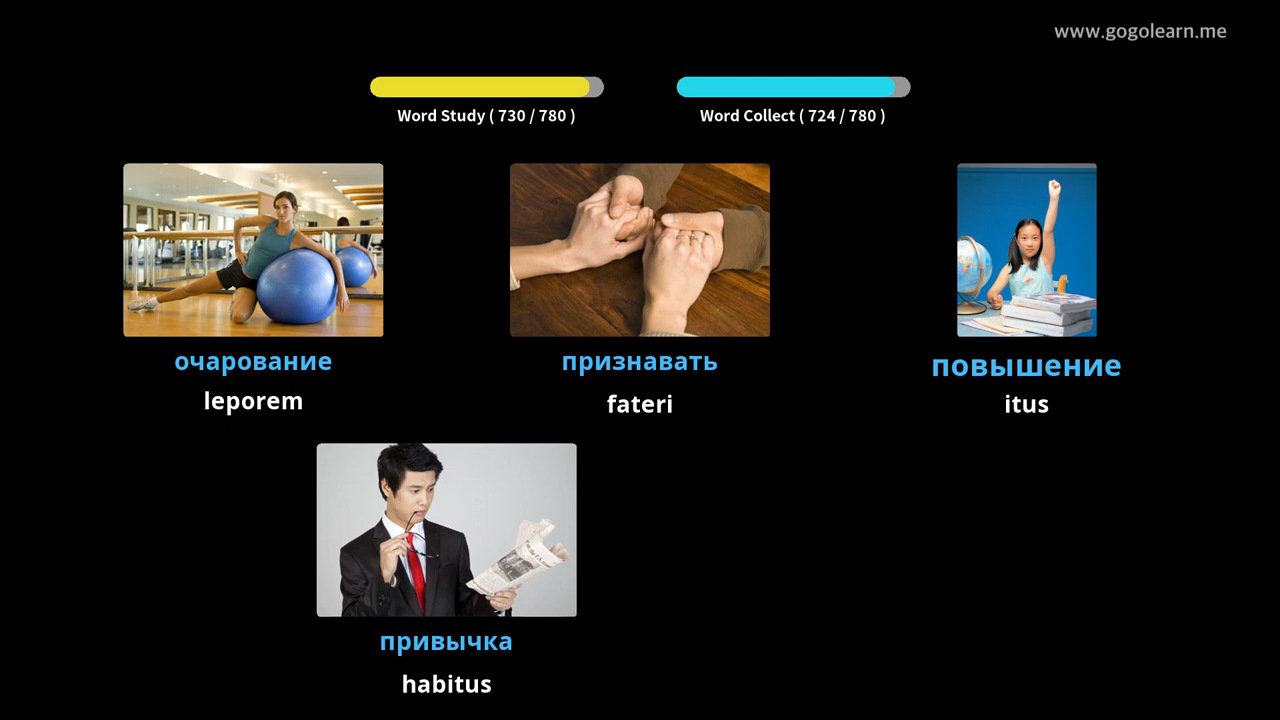 www.gogolearn.me
Word Study ( 730 / 780 )
Word Collect ( 724 / 780 )
очарование
признавать
повышение
leporem
fateri
itus
привычка
habitus